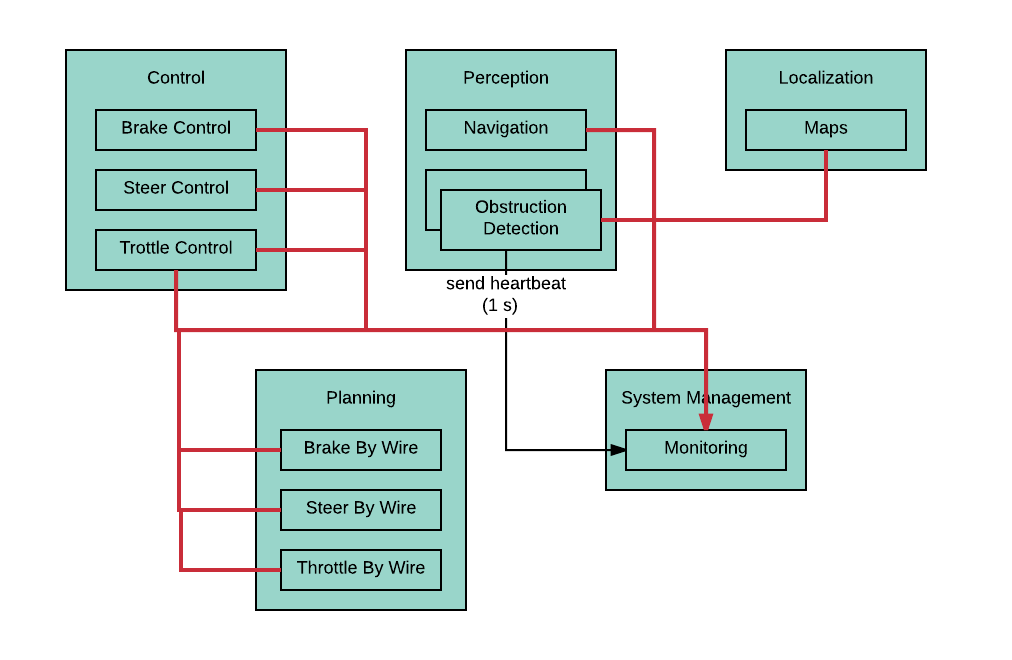 Control
Brake Control
Steer Control
Trottle Control
Perception
Navigation
Obstruction
Detection
send heartbeat
(1 s)
Localization
Maps
Planning
Brake By Wire
Steer By Wire
Throttle By Wire
System Management
Monitoring